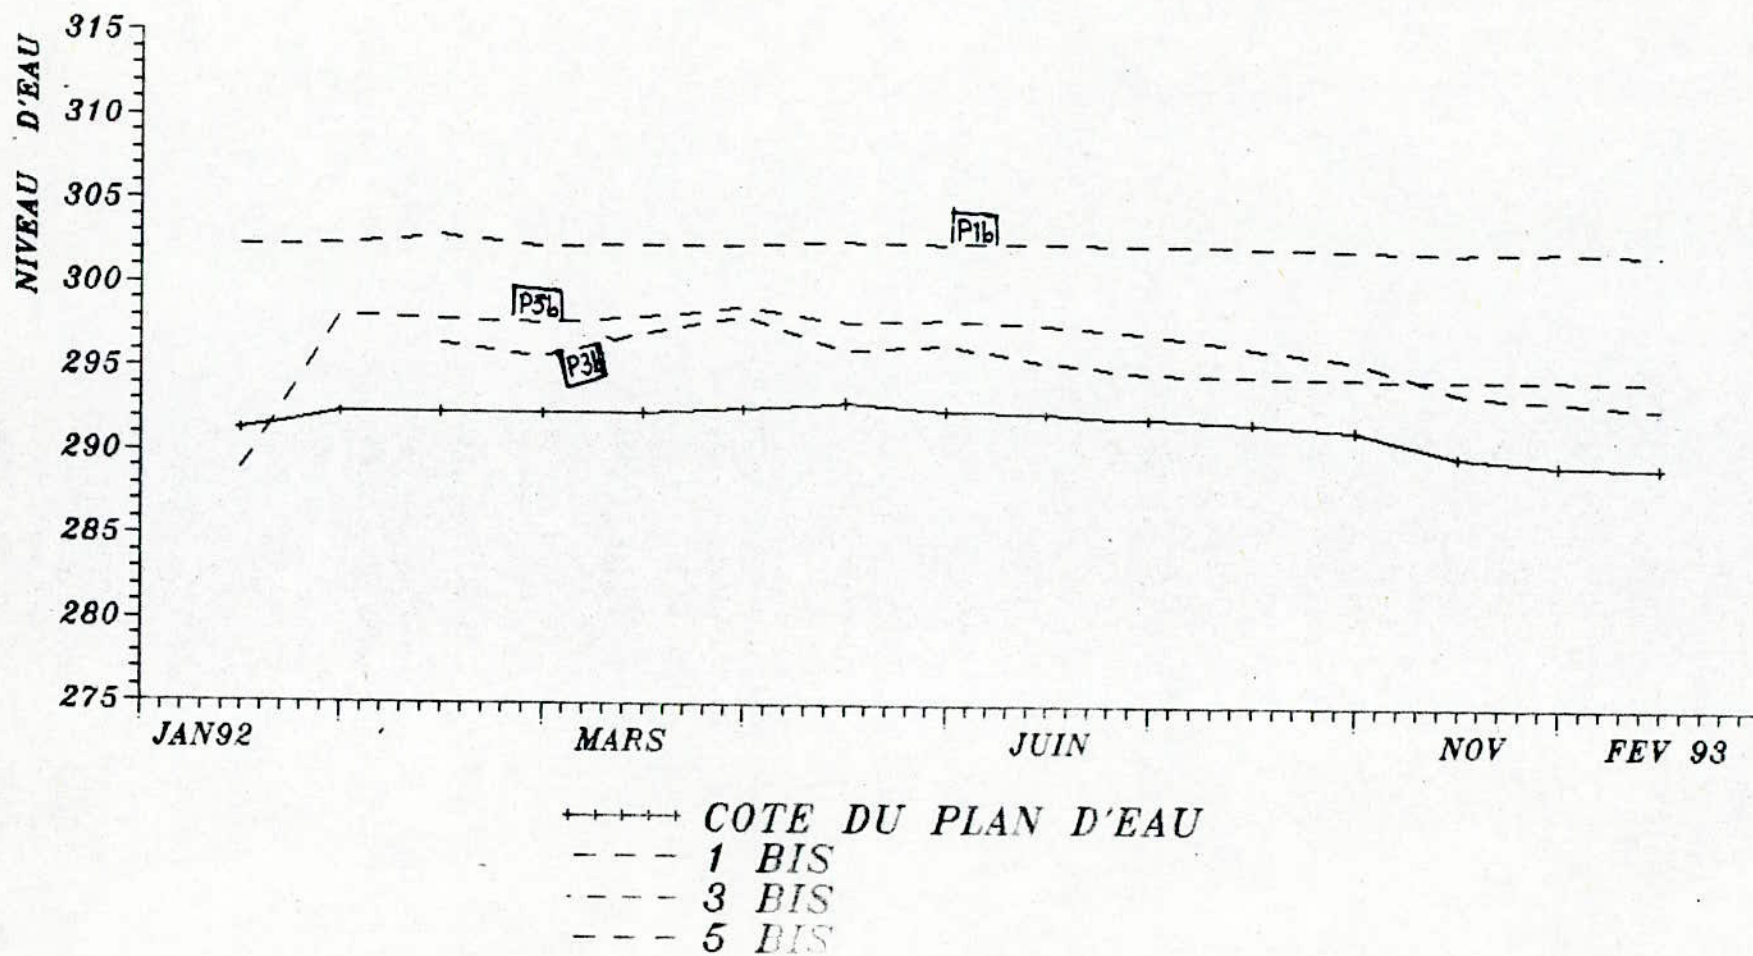 NIVEAU D'EAU
315
310
305
300
295
290
285
280
275
P1b
P5b
P3b
JAN92 MARS JUIN NOV FEV 93
COTE DU PLAN D'EAU
1 BIS
3 BIS
5 BIS